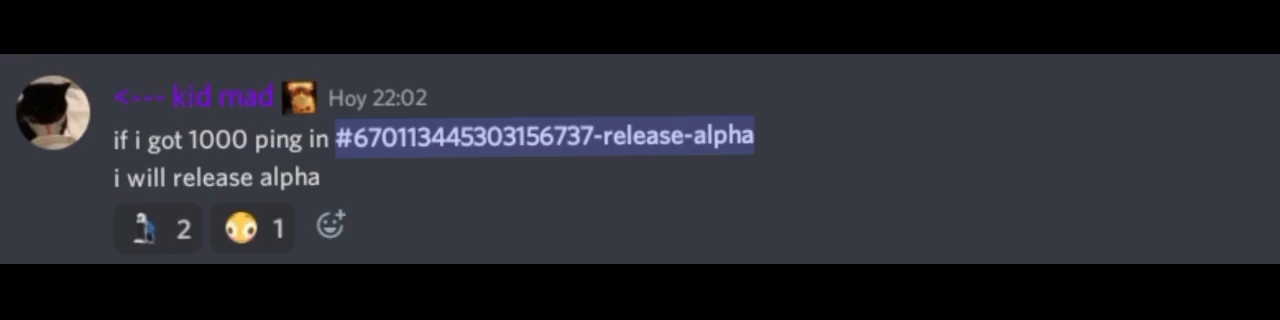 <--- kid mad Hoy 22:02
if i got 1000 ping in #670113445303156737-release-alpha
i will release alpha
2 1